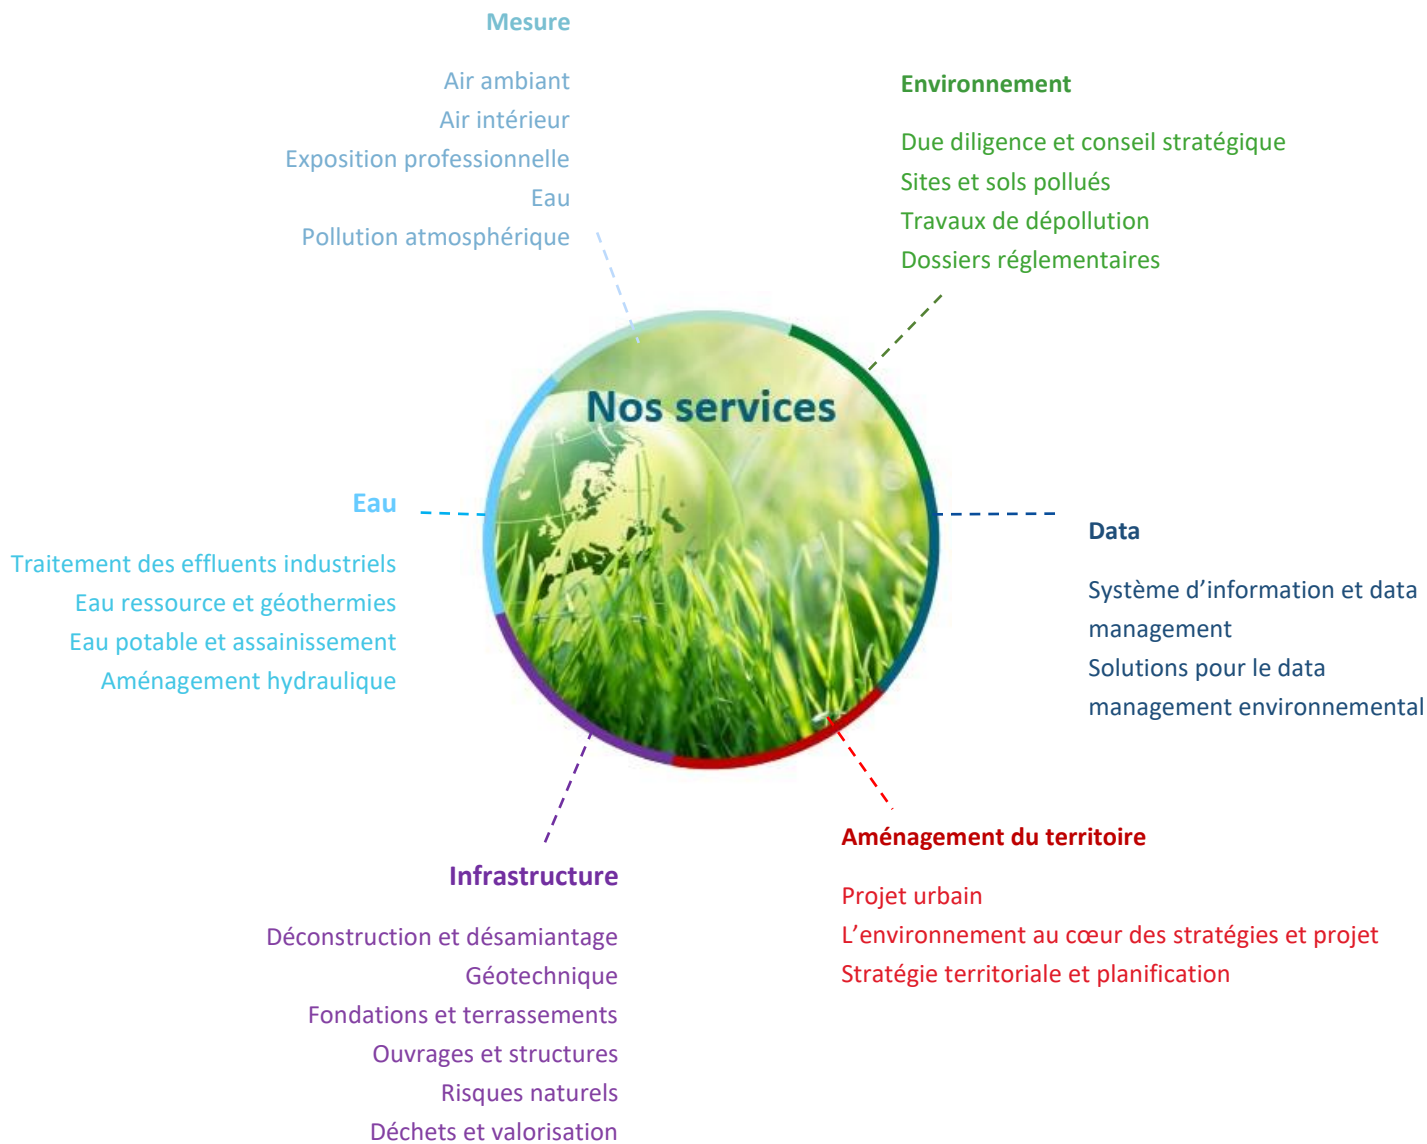 Mesure
Air ambiant
Air intérieur
Exposition professionnelle
Eau
Pollution atmosphérique
Environnement
Due diligence et conseil stratégique
Sites et sols pollués
Travaux de dépollution
Dossiers réglementaires
Nos services
Eau
Traitement des effluents industriels
Eau ressource et géothermies
Eau potable et assainissement
Aménagement hydraulique
Data
Système d’information et data
management
Solutions pour le data
management environnemental
Infrastructure
Déconstruction et désamiantage
Géotechnique
Fondations et terrassements
Ouvrages et structures
Risques naturels
Déchets et valorisation
Aménagement du territoire
Projet urbain
L’environnement au cœur des stratégies et projet
Stratégie territoriale et planification